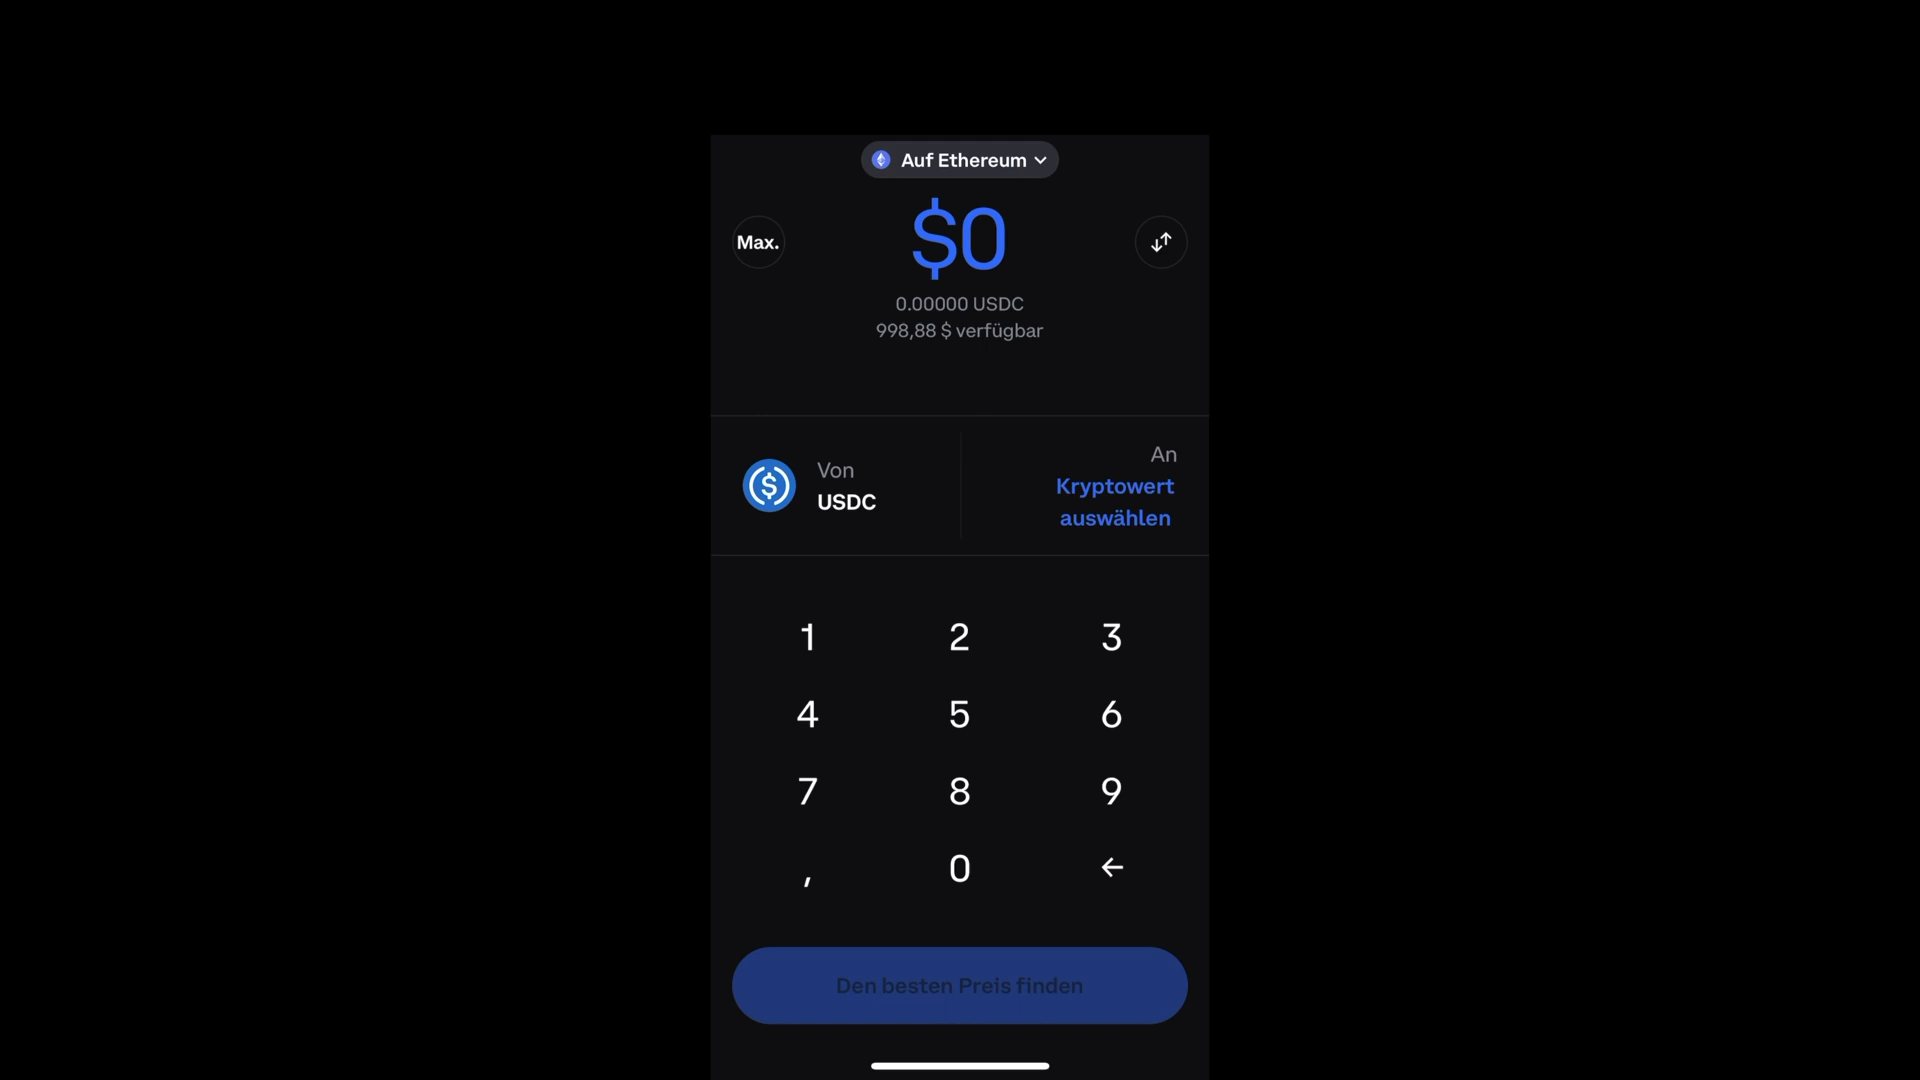 Auf Ethereum
Max.
$0
0.00000 USDC
998,88 $ verfügbar
Von
USDC
An
Kryptowert
auswählen
1 2 3
4 5 6
7 8 9
, 0
Den besten Preis finden